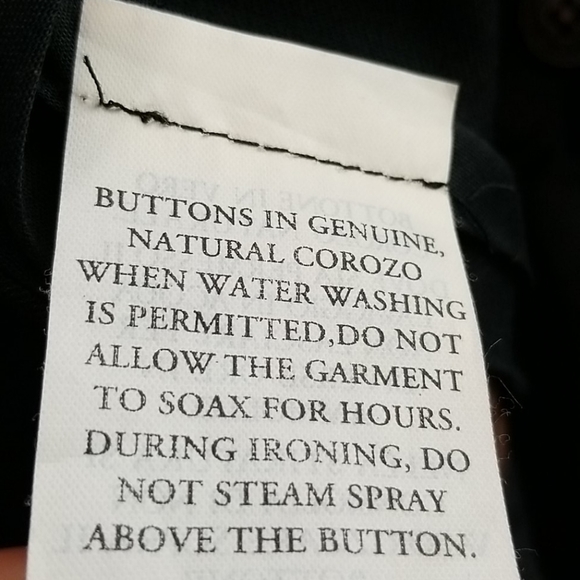 BUTTONS IN GENUINE,
NATURAL COROZO
WHEN WATER WASHING
IS PERMITTED,DO NOT
ALLOW THE GARMENT
TO SOAX FOR HOURS.
DURING IRONING, DO
NOT STEAM SPRAY
ABOVE THE BUTTON.